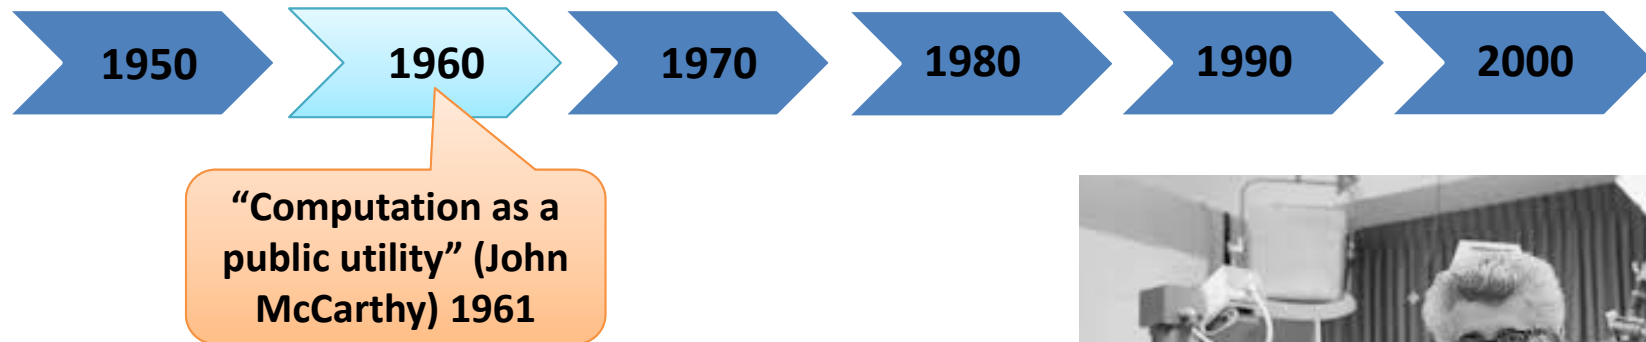 1950 1960 1970 1980 1990 2000
“Computation as a
public utility” (John
McCarthy) 1961